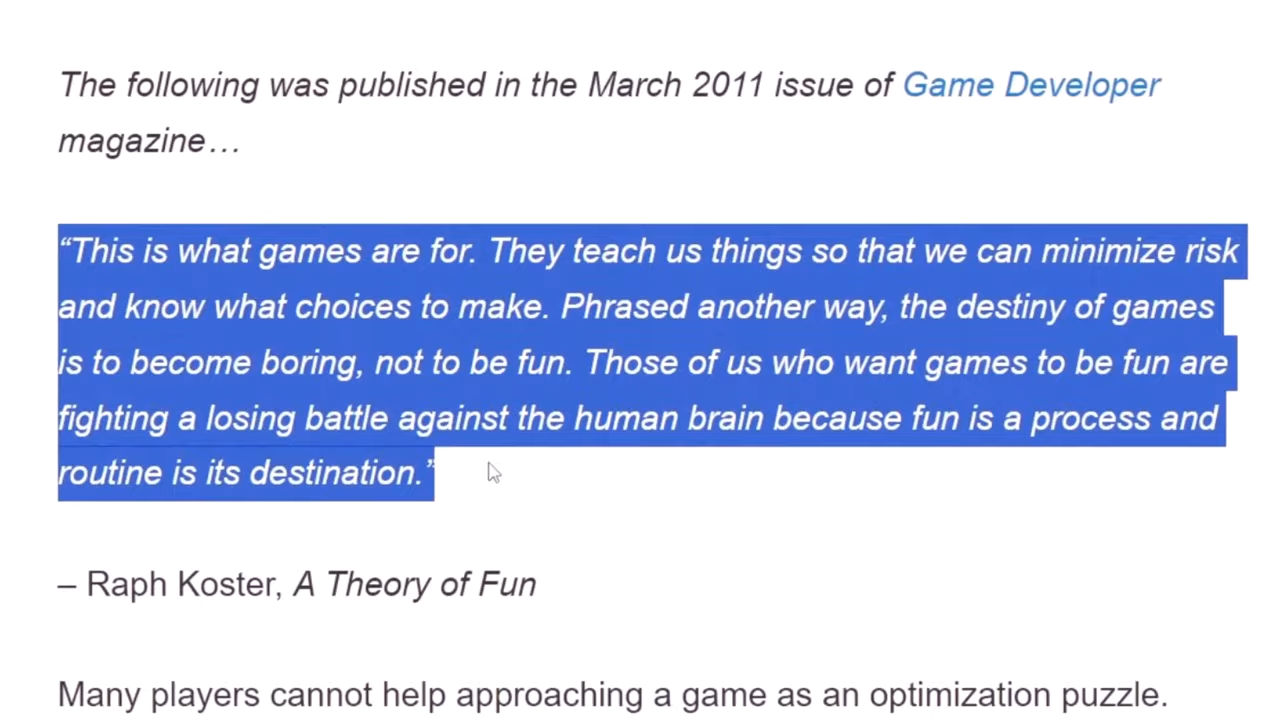 The following was published in the March 2011 issue of Game Developer
magazine…
“This is what games are for. They teach us things so that we can minimize risk
and know what choices to make. Phrased another way, the destiny of games
is to become boring, not to be fun. Those of us who want games to be fun are
fighting a losing battle against the human brain because fun is a process and
routine is its destination.”
– Raph Koster, A Theory of Fun
Many players cannot help approaching a game as an optimization puzzle.